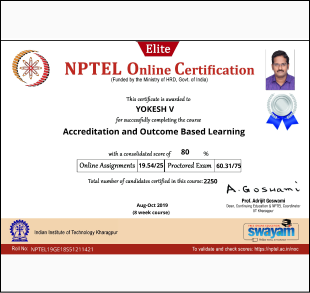 Elite
NPTEL Online Certification
(Funded by the Ministry of HRD, Govt. of India)
This certificate is awarded to
YOKESH V
for successfully completing the course
Accreditation and Outcome Based Learning
with a consolidated score of 80 %
Online Assignments 19.54/25 Proctored Exam 60.31/75
Total number of candidates certified in this course: 2250
A. Goswami
Prof. Adrijit Goswami
Dean, Continuing Education & NPTEL Coordinator
IIT Kharagpur
Aug-Oct 2019
(8 week course)
Indian Institute of Technology Kharagpur
swayam
Roll No: NPTEL19GE18S51211421
To validate and check scores: https://nptel.ac.in/noc